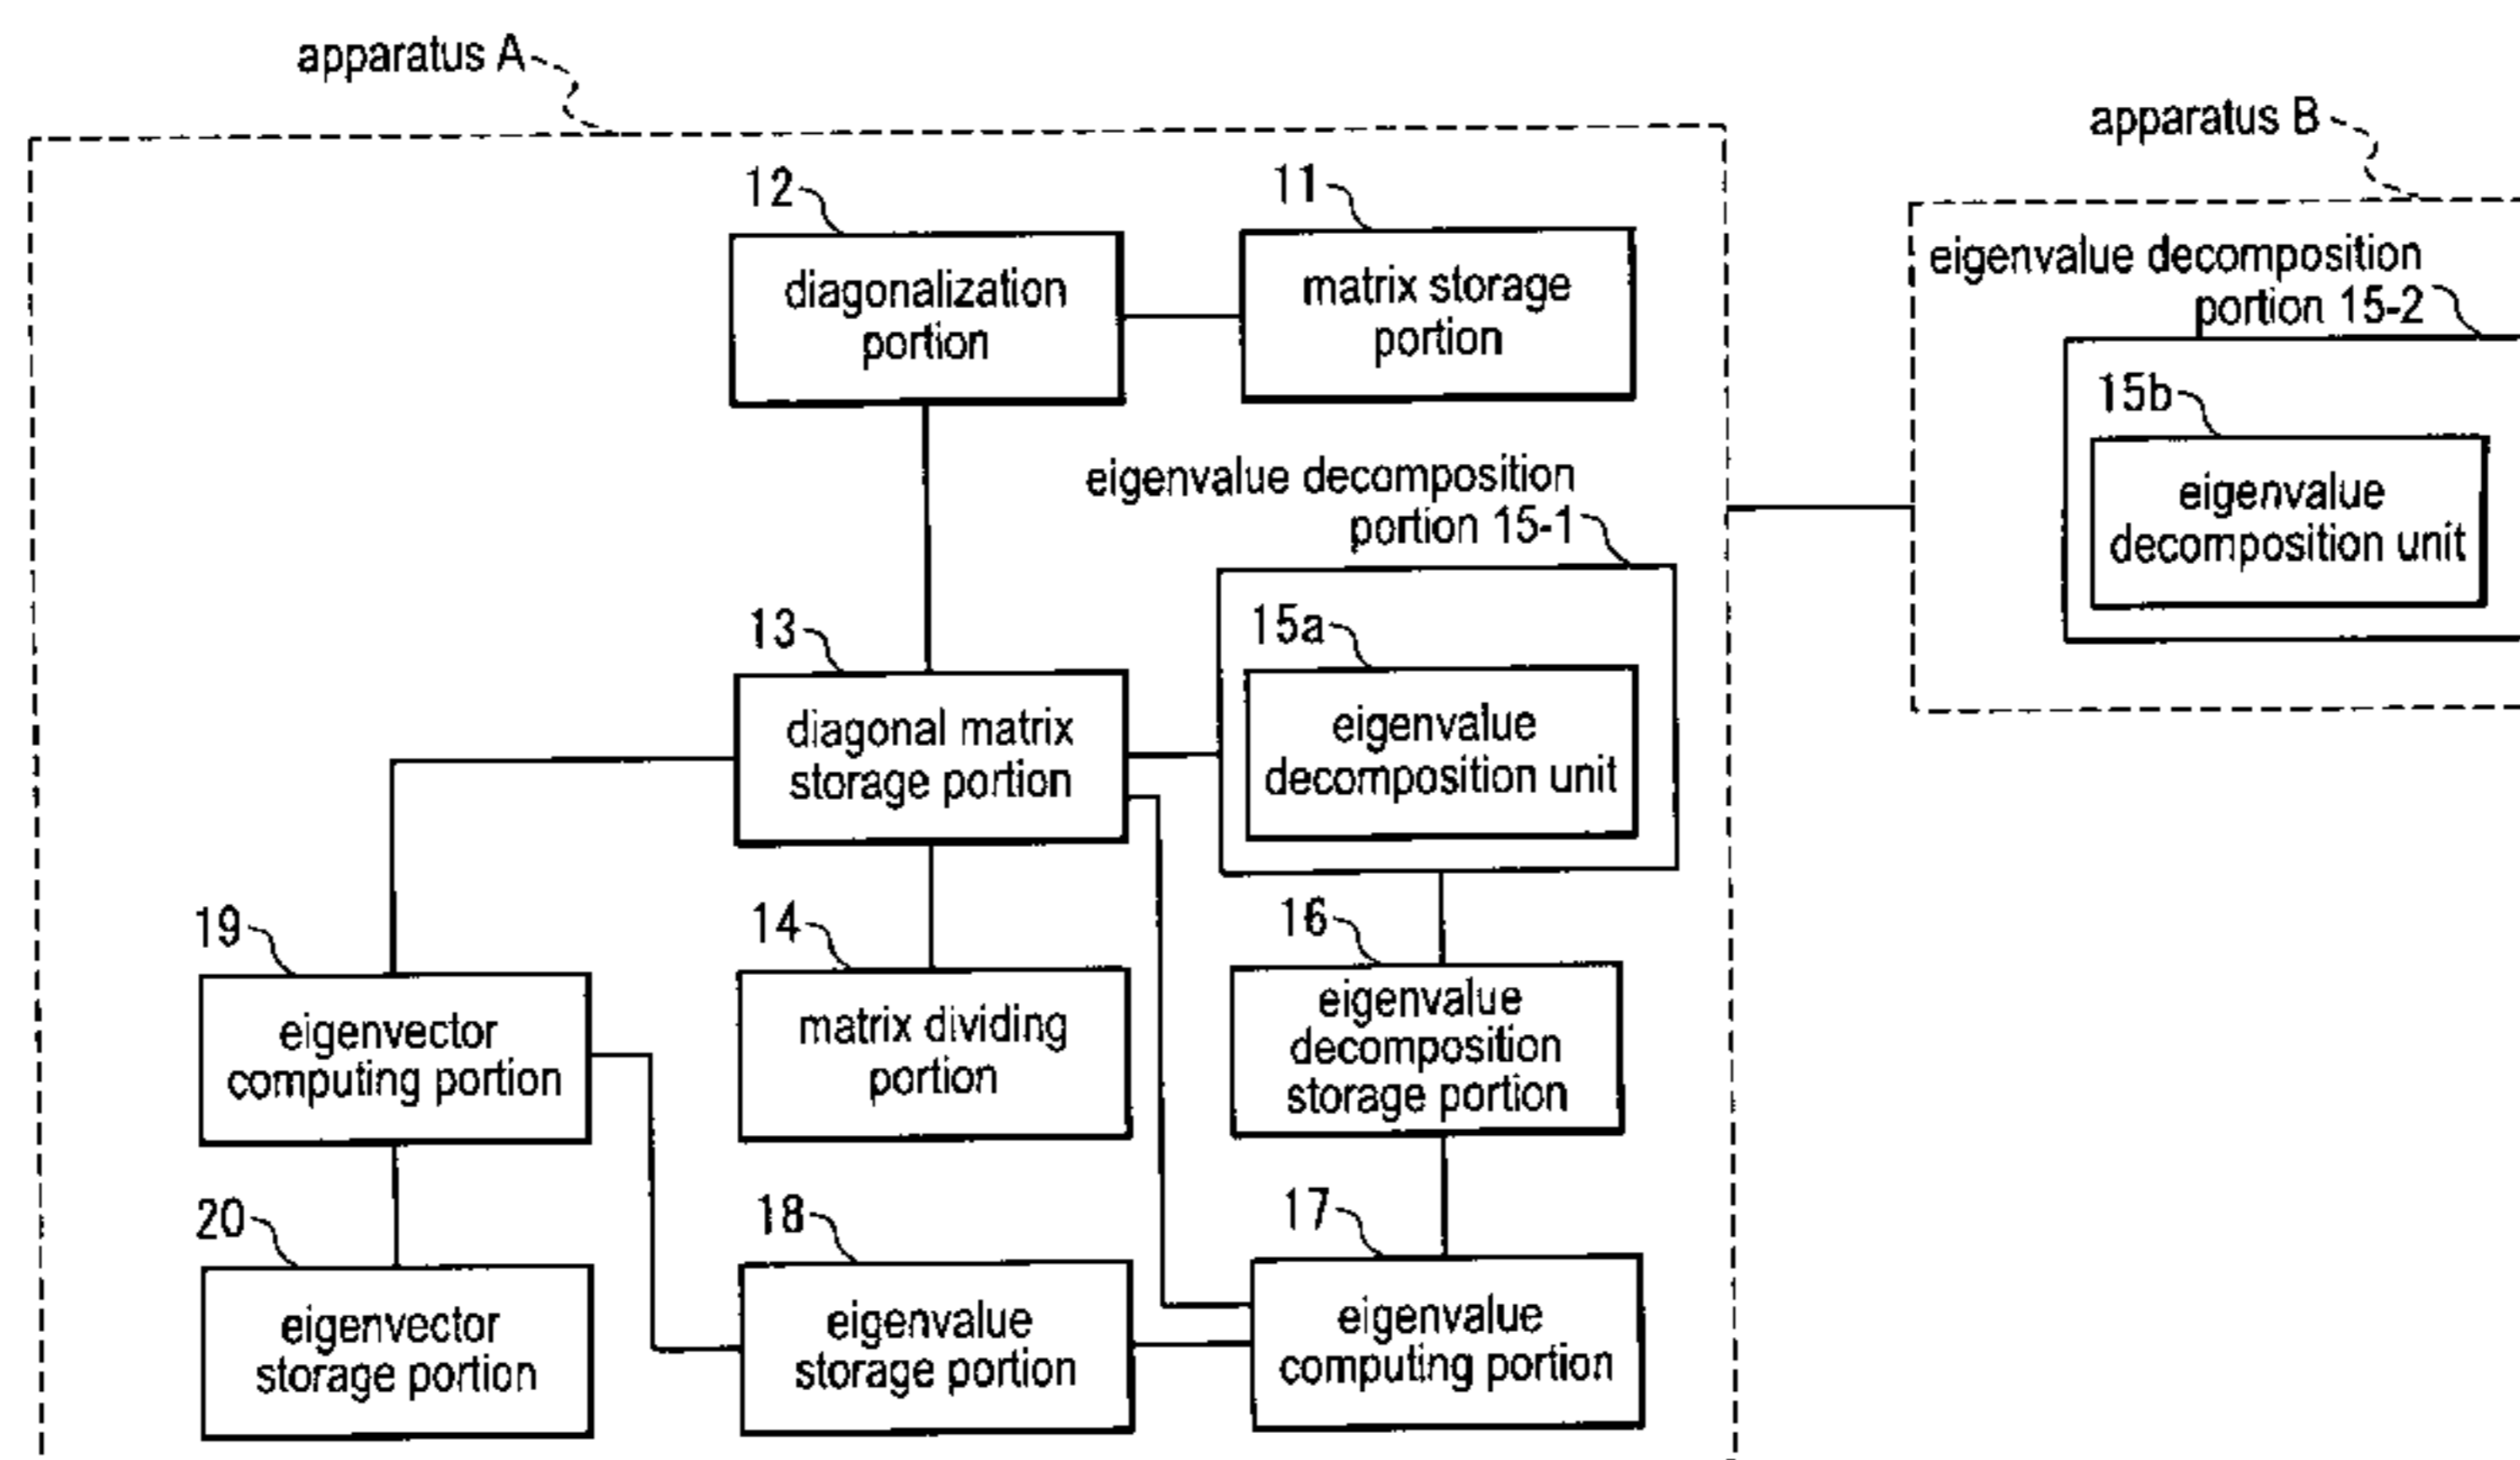 apparatus A
apparatus B
12
11
diagonalization
portion
matrix storage
portion
eigenvalue decomposition
portion 15-2
15b
eigenvalue
decomposition unit
eigenvalue decomposition
portion 15-1
13
15a
diagonal matrix
storage portion
eigenvalue
decomposition unit
19
14
16
eigenvector
computing portion
matrix dividing
portion
eigenvalue
decomposition
storage portion
20
18
17
eigenvector
storage portion
eigenvalue
storage portion
eigenvalue
computing portion